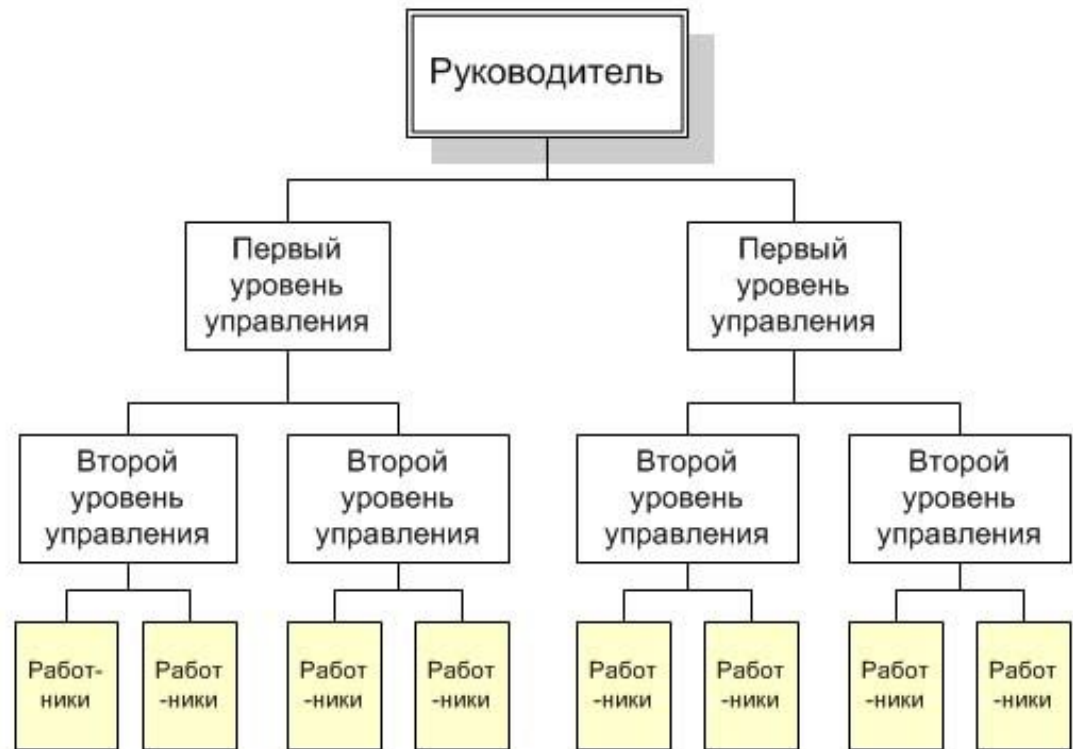 Руководитель
Первый
уровень
управления
Первый
уровень
управления
Второй
уровень
управления
Второй
уровень
управления
Второй
уровень
управления
Второй
уровень
управления
Работ-
ники
Работ
-ники
Работ
-ники
Работ
-ники
Работ
-ники
Работ
-ники
Работ
-ники
Работ
-ники